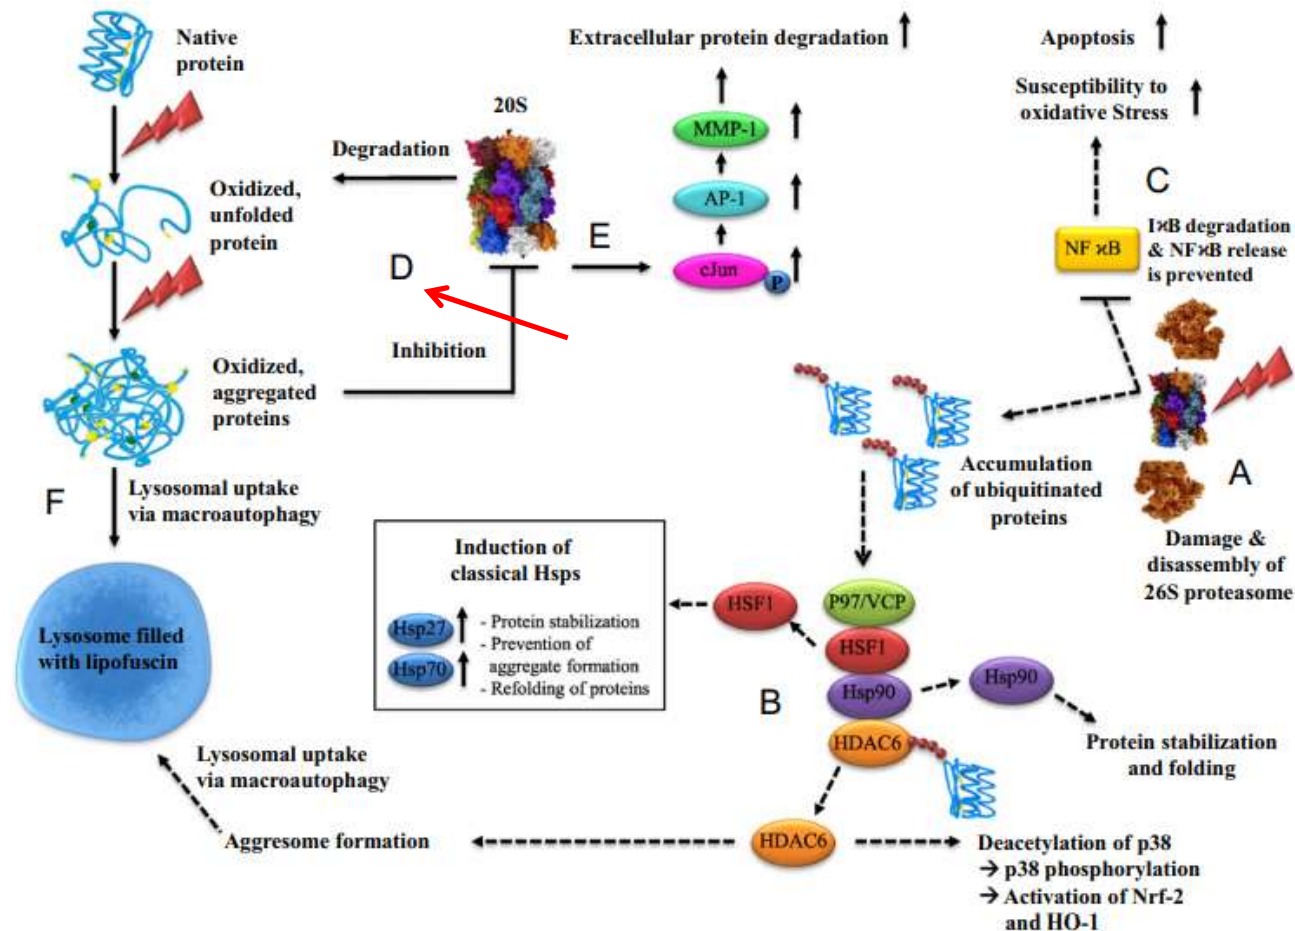 Native
protein
Extracellular protein degradation
Apoptosis
Susceptibility to
oxidative Stress
20S
MMP-1
Degradation
AP-1
C
Oxidized,
unfolded
protein
E
D
cJun
P
NF ϰB
IϰB degradation
& NFϰB release
is prevented
Inhibition
Oxidized,
aggregated
proteins
F
Lysosomal uptake
via macroautophagy
Accumulation
of ubiquitinated
proteins
A
Damage &
disassembly of
26S proteasome
Induction of
classical Hsps
Hsp27
Hsp70
- Protein stabilization
- Prevention of
aggregate formation
- Refolding of proteins
HSF1
P97/VCP
HSF1
Hsp90
Hsp90
B
HDAC6
Protein stabilization
and folding
Lysosome filled
with lipofuscin
Lysosomal uptake
via macroautophagy
Aggresome formation
HDAC6
Deacetylation of p38
→ p38 phosphorylation
→ Activation of Nrf-2
and HO-1